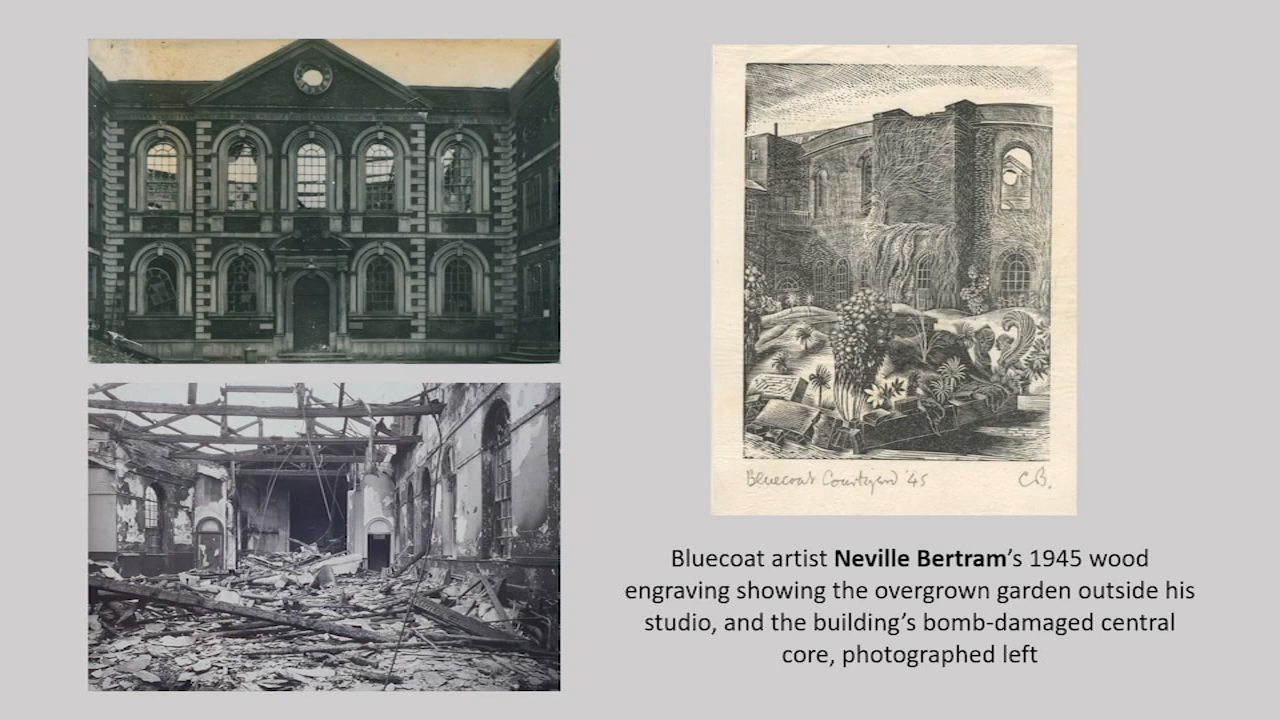 Bluecoat Courtyard '45
CB.
Bluecoat artist Neville Bertram’s 1945 wood
engraving showing the overgrown garden outside his
studio, and the building’s bomb-damaged central
core, photographed left